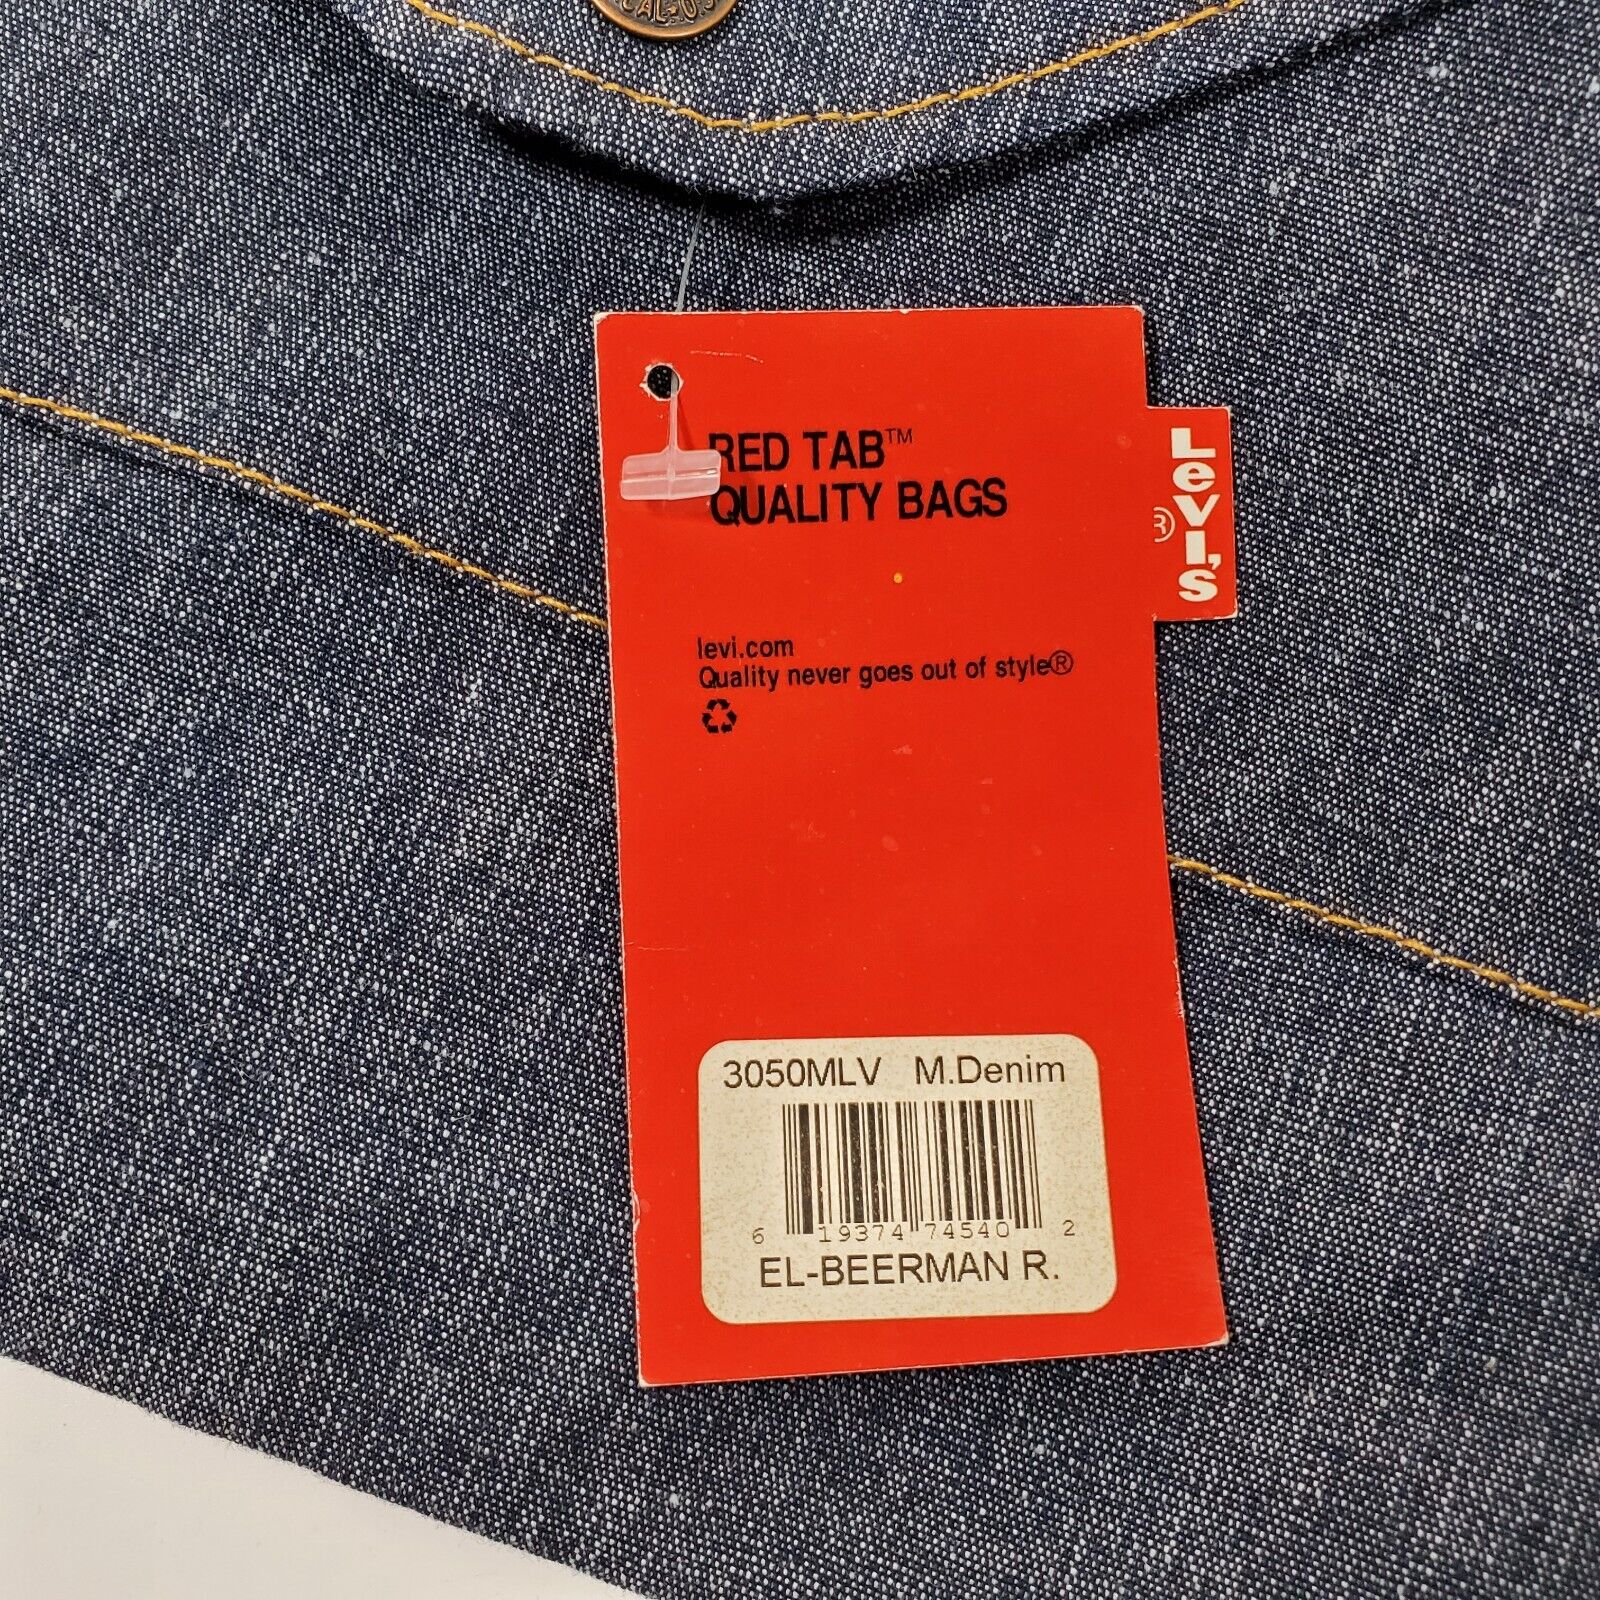 CAL
RED TAB™
QUALITY BAGS
Levi's
®
levi.com
Quality never goes out of style®
3050MLV M.Denim
6 19374 74540 2
EL-BEERMAN R.